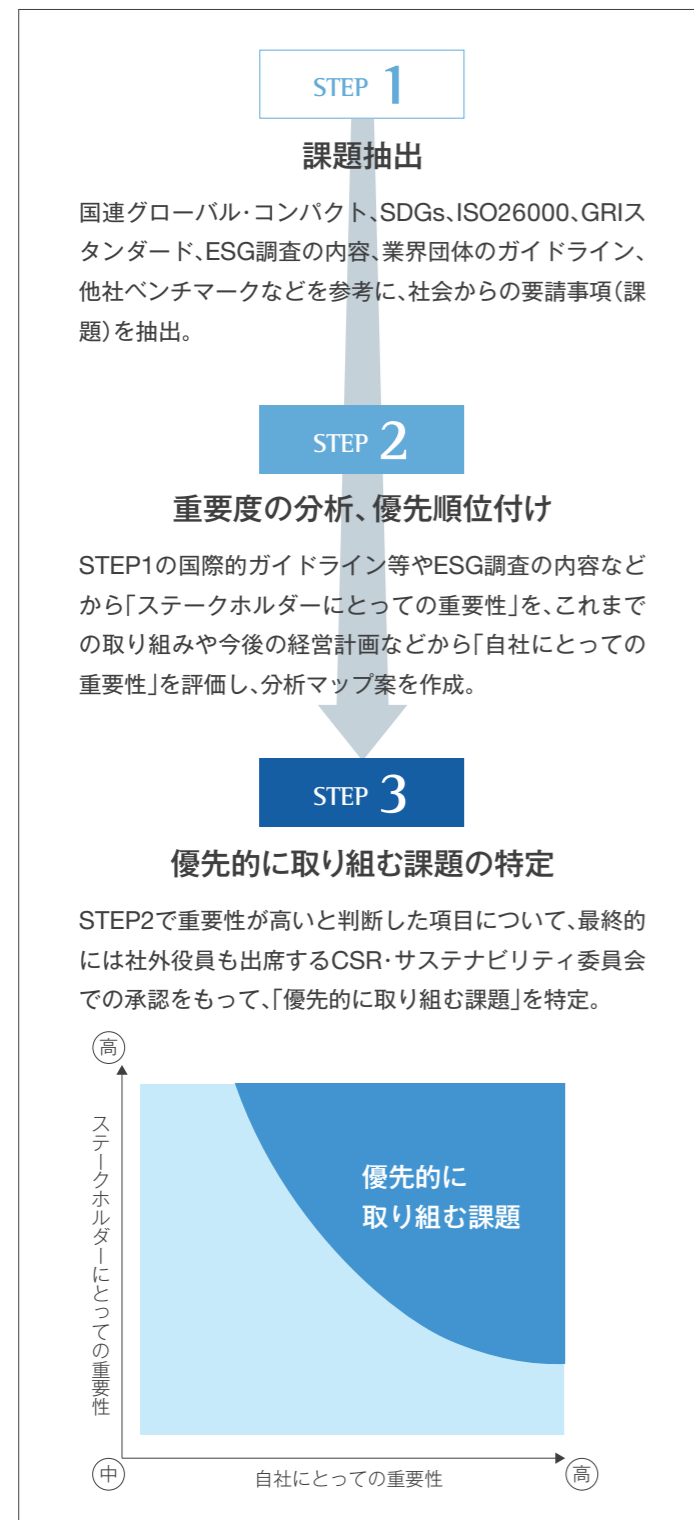 STEP 1
課題抽出
国連グローバル・コンパクト、SDGs、ISO26000、GRIス
タンダード、ESG調査の内容、業界団体のガイドライン、
他社ベンチマークなどを参考に、社会からの要請事項（課
題）を抽出。
STEP 2
重要度の分析、優先順位付け
STEP1の国際的ガイドライン等やESG調査の内容など
から「ステークホルダーにとっての重要性」を、これまで
の取り組みや今後の経営計画などから「自社にとっての
重要性」を評価し、分析マップ案を作成。
STEP 3
優先的に取り組む課題の特定
STEP2で重要性が高いと判断した項目について、最終的
には社外役員も出席するCSR・サステナビリティ委員会
での承認をもって、「優先的に取り組む課題」を特定。
高
ステークホルダーにとっての重要性
優先的に
取り組む課題
中
自社にとっての重要性
高